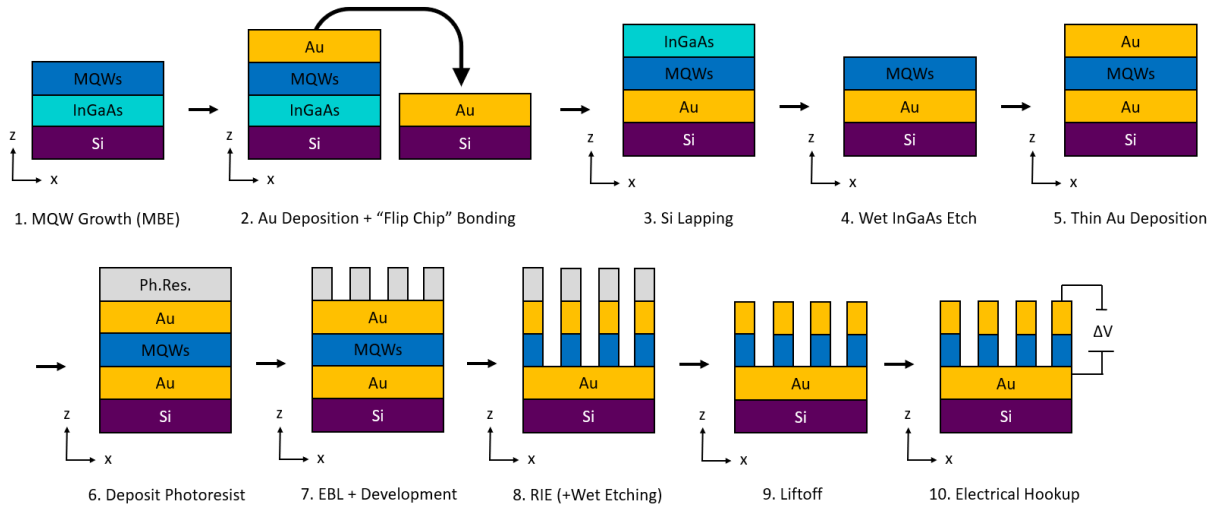 MQWs
InGaAs
Si
z
x
1. MQW Growth (MBE)
Au
MQWs
InGaAs
Si
Au
Si
z
x
2. Au Deposition + “Flip Chip” Bonding
InGaAs
MQWs
Au
Si
z
x
3. Si Lapping
MQWs
Au
Si
z
x
4. Wet InGaAs Etch
Au
MQWs
Au
Si
z
x
5. Thin Au Deposition
Ph.Res.
Au
MQWs
Au
Si
z
x
6. Deposit Photoresist
Au
MQWs
Au
Si
z
x
7. EBL + Development
Au
Si
z
x
8. RIE (+Wet Etching)
Au
Si
z
x
9. Liftoff
ΔV
Au
Si
z
x
10. Electrical Hookup